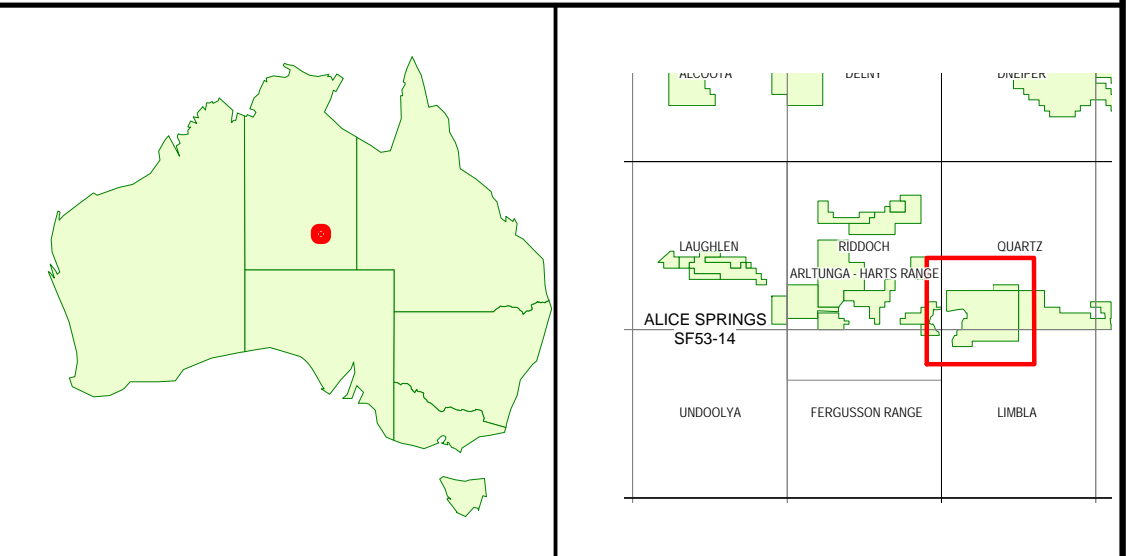 ALCOOTA
DELNY
DNEIPER
LAUGHLEN
RIDDOCH
QUARTZ
ARLTUNGA - HARTS RANGE
ALICE SPRINGS
SF53-14
UNDOOLYA
FERGUSSON RANGE
LIMBLA